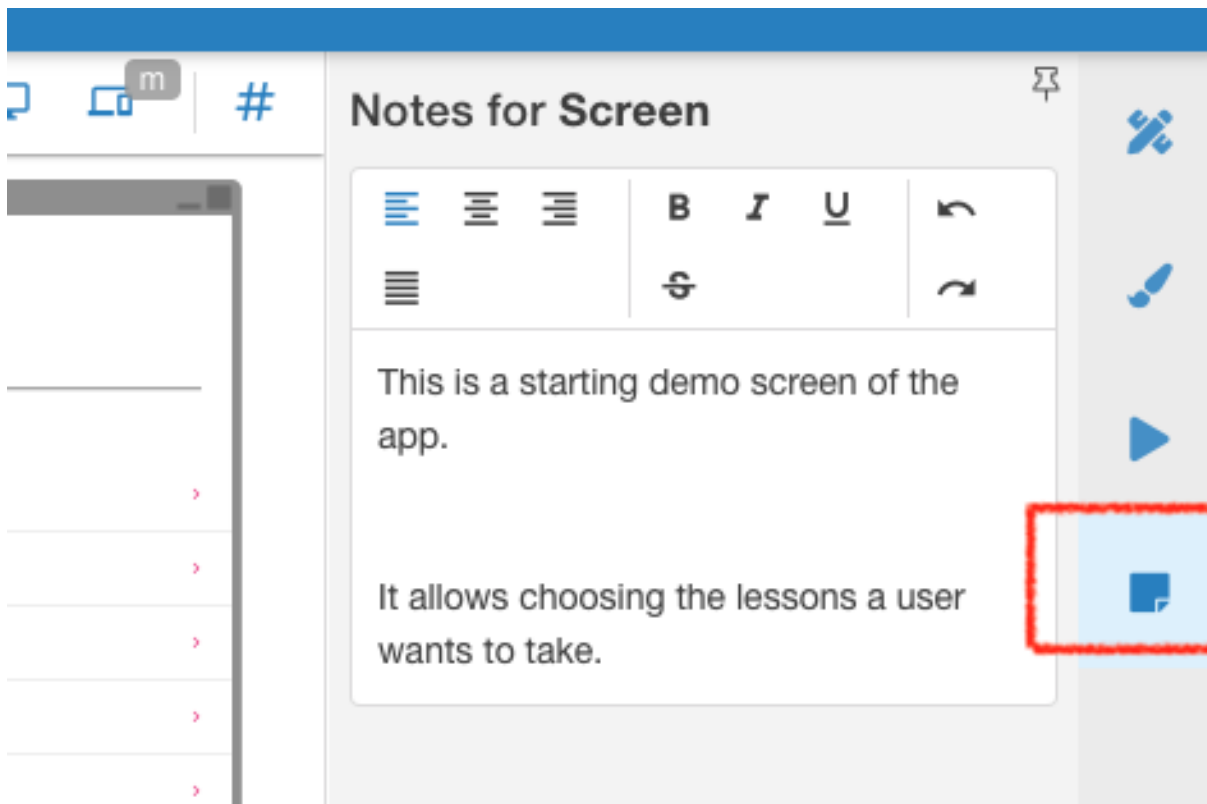 m
#
Notes for Screen
B I U
S
This is a starting demo screen of the
app.
It allows choosing the lessons a user
wants to take.